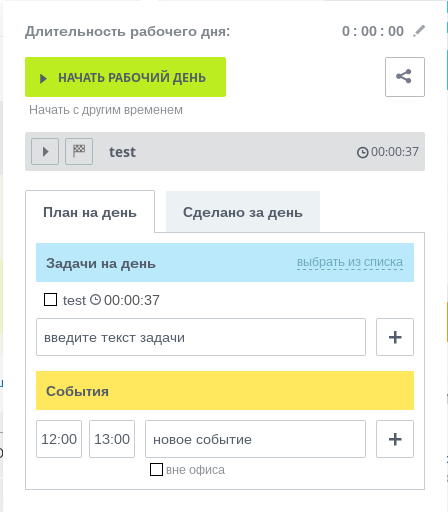 Длительность рабочего дня: 0 : 00 : 00
НАЧАТЬ РАБОЧИЙ ДЕНЬ
Начать с другим временем
test 00:00:37
План на день Сделано за день
Задачи на день выбрать из списка
test 00:00:37
введите текст задачи +
События
12:00 13:00 новое событие +
вне офиса